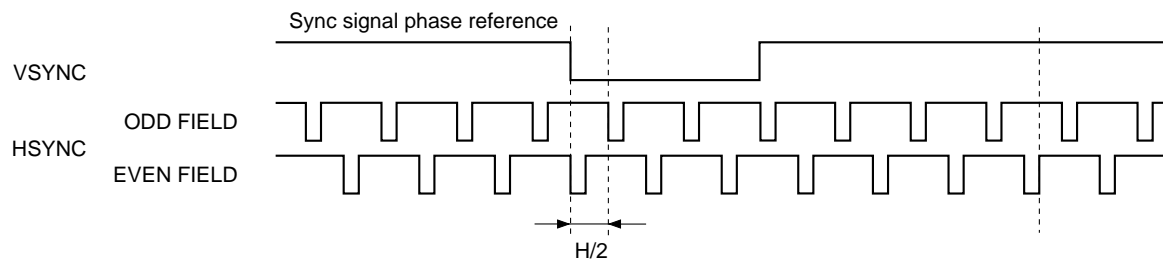 Sync signal phase reference
VSYNC
ODD FIELD
HSYNC
EVEN FIELD
H/2